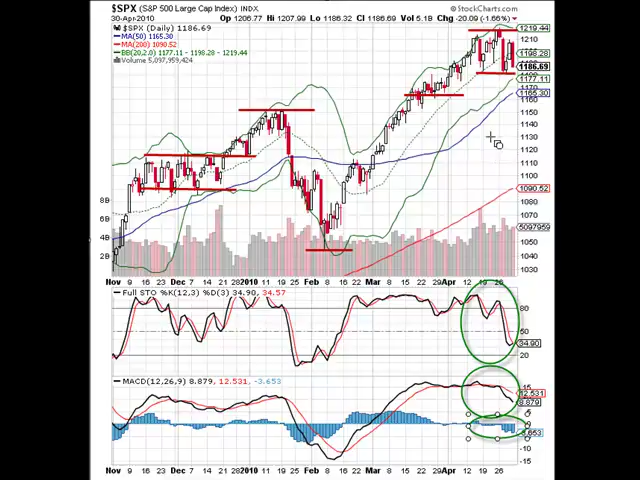 $SPX (S&P 500 Large Cap Index) INDX
© StockCharts.com
30-Apr-2010
Op 1206.77 Hi 1207.99 Lo 1186.32 Cl 1186.69 Vol 5.1B Chg -20.09 (-1.66%)
$SPX (Daily) 1186.69
MA(50) 1165.30
MA(200) 1090.52
BB(20,2.0) 1177.11 - 1198.28 - 1219.44
Volume 5,097,959,424
1219.44
1210
1198.28
1186.69
1177.11
1165.30
1160
1150
1140
1130
1120
1110
1100
1090.52
1080
1070
1060
5097959
1050
1040
1030
8B
6B
4B
2B
Nov 9 16 23 Dec 7 14 21 28 2010 11 19 25 Feb 8 16 22 Mar 8 15 22 Apr 12 19 26
Full STO %K(12,3) %D(3) 34.90, 34.57
80
50
34.90
20
MACD(12,26,9) 8.879, 12.531, -3.653
15
12.531
8.879
5
0
-3.653
-5
-10
Nov 9 16 23 Dec 7 14 21 28 2010 11 19 25 Feb 8 16 22 Mar 8 15 22 Apr 12 19 26